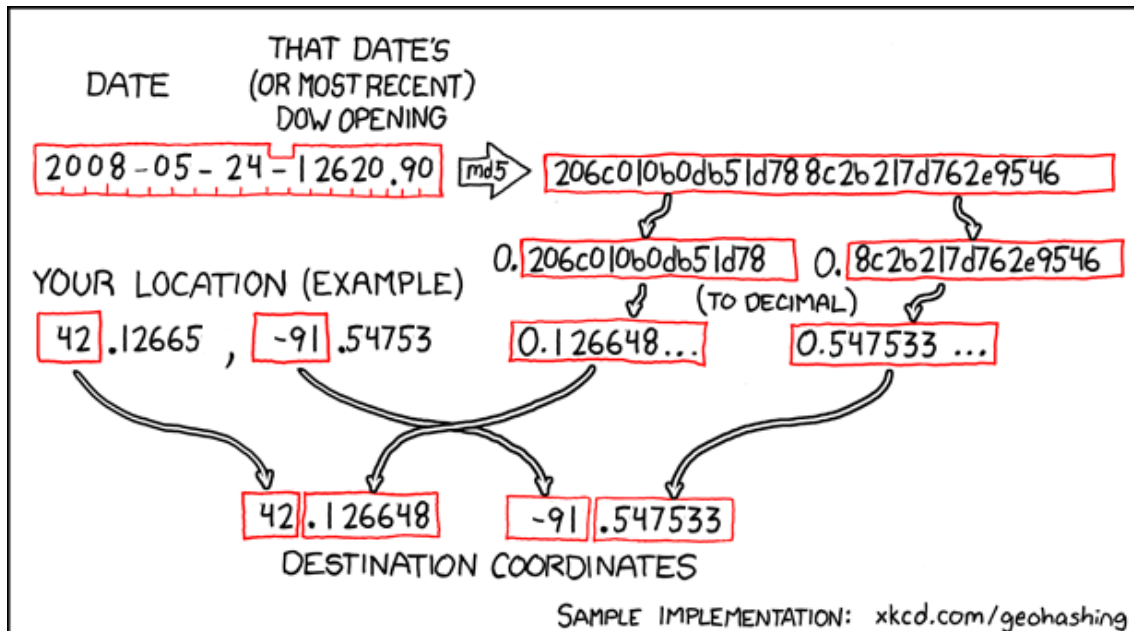 DATE
THAT DATE'S
(OR MOST RECENT)
DOW OPENING
2008-05-24-12620.90
md5
206c010b0db51d788c2b217d762e9546
0.206c010b0db51d78
0.8c2b217d762e9546
YOUR LOCATION (EXAMPLE)
(TO DECIMAL)
42.12665, -91.54753
0.126648...
0.547533 ...
42.126648
-91.547533
DESTINATION COORDINATES
SAMPLE IMPLEMENTATION: xkcd.com/geohashing